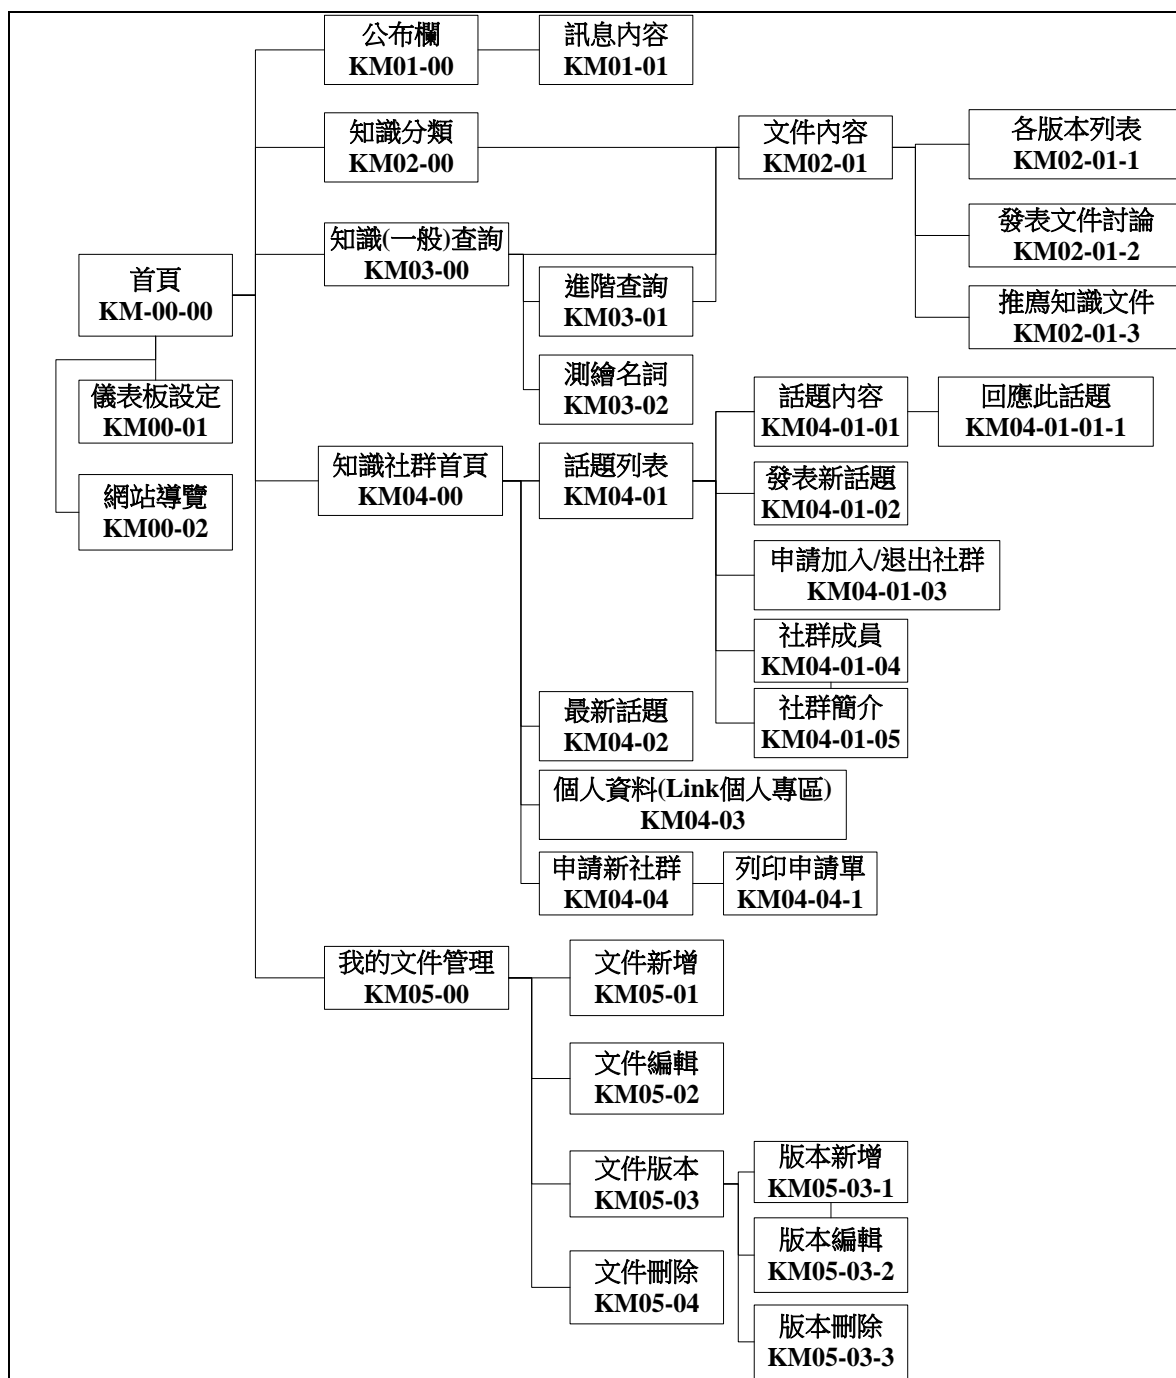 公布欄
KM01-00
訊息內容
KM01-01
知識分類
KM02-00
文件內容
KM02-01
各版本列表
KM02-01-1
發表文件討論
KM02-01-2
推薦知識文件
KM02-01-3
知識(一般)查詢
KM03-00
首頁
KM-00-00
進階查詢
KM03-01
測繪名詞
KM03-02
儀表板設定
KM00-01
網站導覽
KM00-02
知識社群首頁
KM04-00
話題列表
KM04-01
話題內容
KM04-01-01
回應此話題
KM04-01-01-1
發表新話題
KM04-01-02
申請加入/退出社群
KM04-01-03
社群成員
KM04-01-04
社群簡介
KM04-01-05
最新話題
KM04-02
個人資料(Link個人專區)
KM04-03
申請新社群
KM04-04
列印申請單
KM04-04-1
我的文件管理
KM05-00
文件新增
KM05-01
文件編輯
KM05-02
文件版本
KM05-03
版本新增
KM05-03-1
版本編輯
KM05-03-2
文件刪除
KM05-04
版本刪除
KM05-03-3